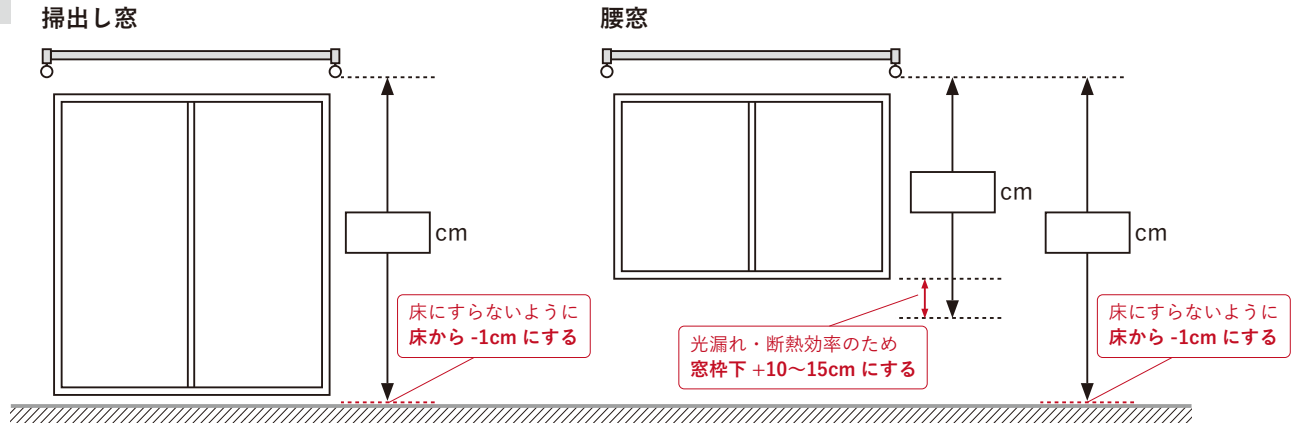 掃出し窓
腰窓
cm
床にすらないように
床から -1cm にする
cm
光漏れ・断熱効率のため
窓枠下 +10〜15cm にする
cm
床にすらないように
床から -1cm にする